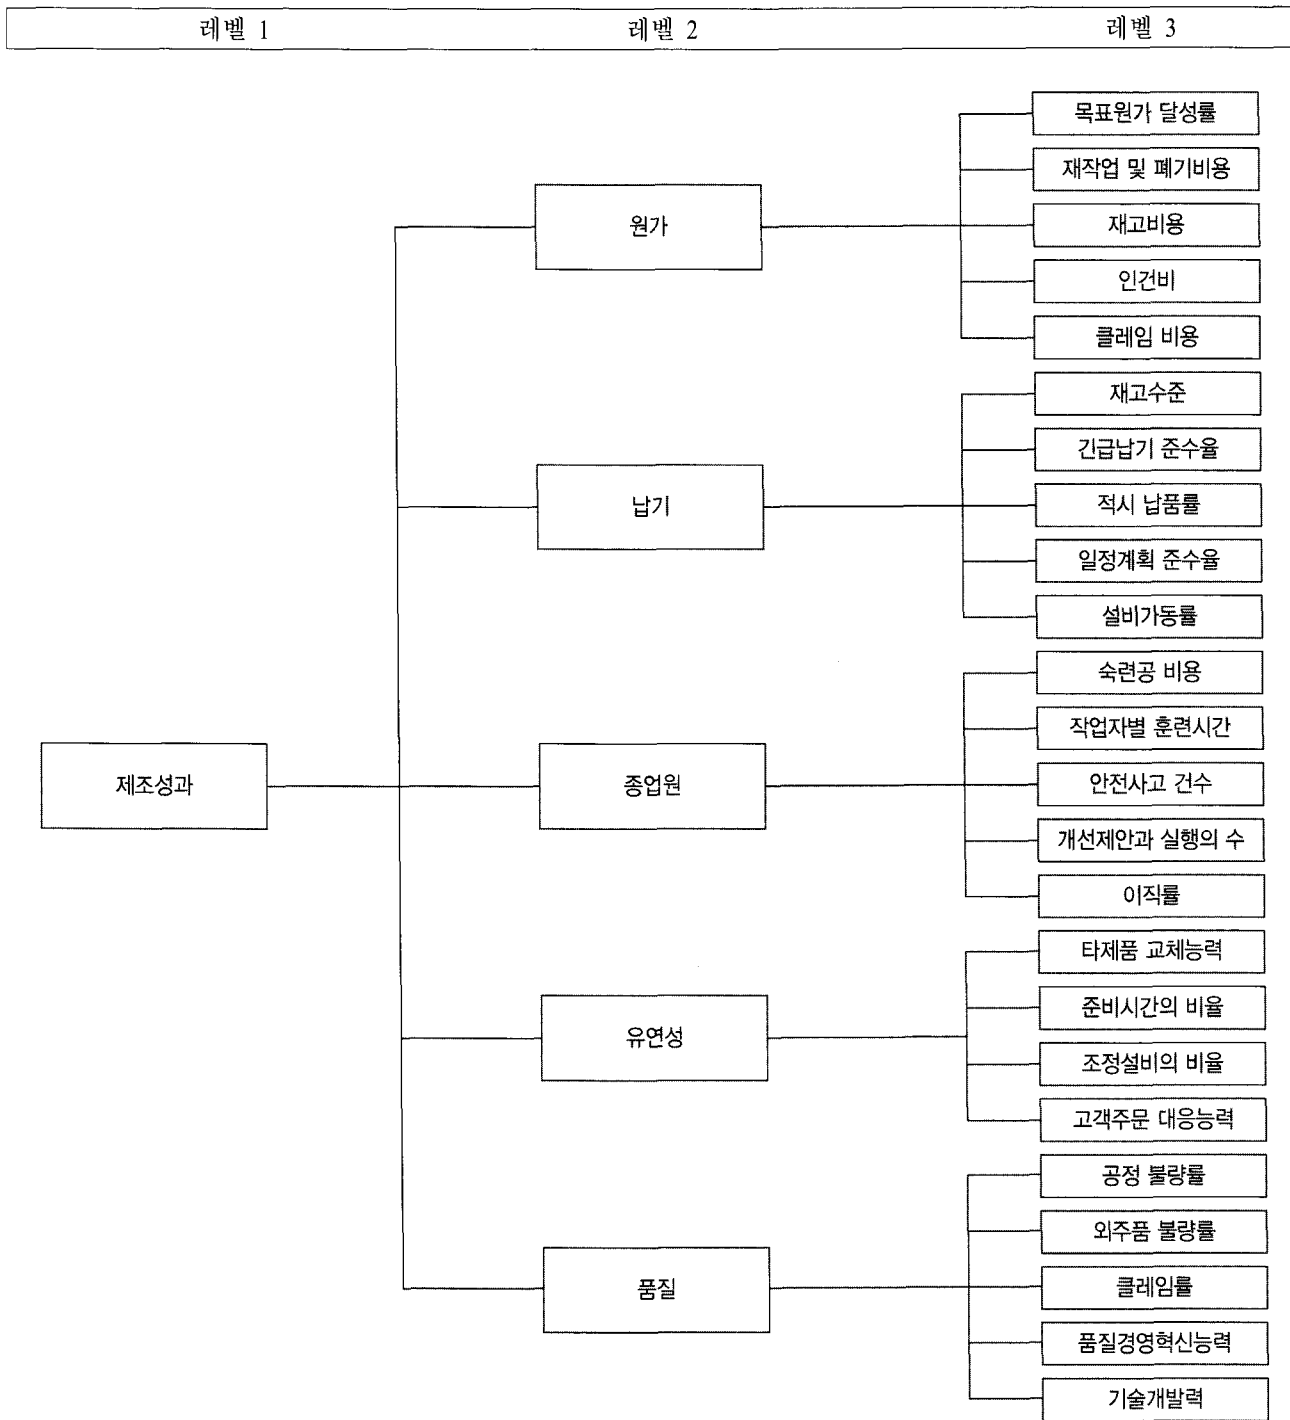 레벨 1 레벨 2 레벨 3
목표원가 달성률
재작업 및 폐기비용
원가
재고비용
인건비
클레임 비용
재고수준
긴급납기 준수율
납기
적시 납품률
일정계획 준수율
설비가동률
숙련공 비용
작업자별 훈련시간
제조성과
종업원
안전사고 건수
개선제안과 실행의 수
이직률
타제품 교체능력
준비시간의 비율
유연성
조정설비의 비율
고객주문 대응능력
공정 불량률
외주품 불량률
품질
클레임률
품질경영혁신능력
기술개발력